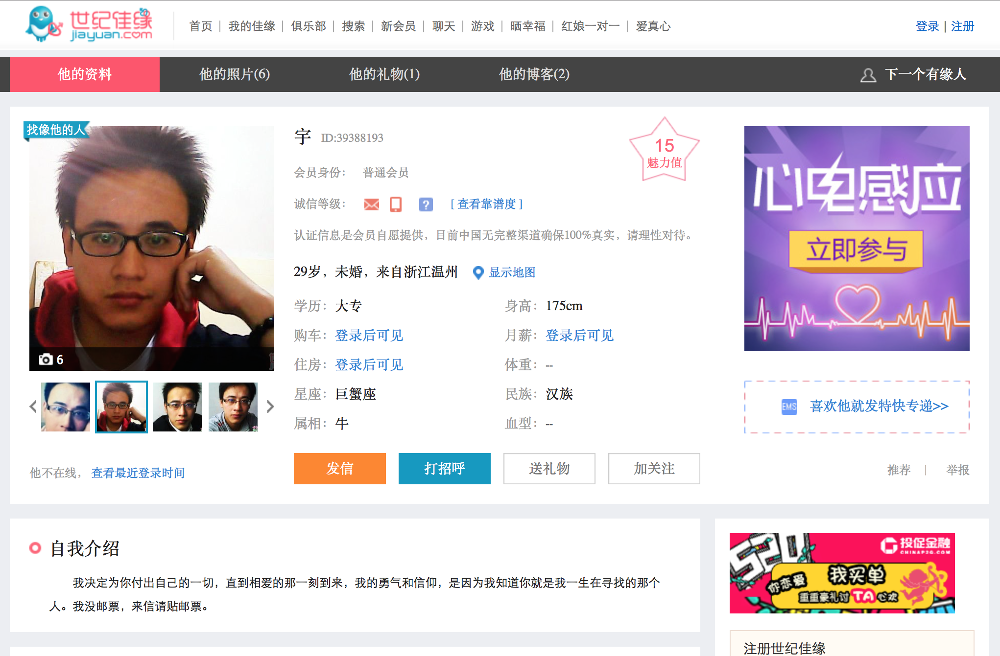 世纪佳缘
jiayuan.com
首页 | 我的佳缘 | 俱乐部 | 搜索 | 新会员 | 聊天 | 游戏 | 晒幸福 | 红娘一对一 | 爱真心
登录 | 注册
他的资料 他的照片(6) 他的礼物(1) 他的博客(2) 下一个有缘人
找像他的人
6
他不在线， 查看最近登录时间
宇 ID:39388193
15
魅力值
会员身份： 普通会员
诚信等级： ? [ 查看靠谱度 ]
认证信息是会员自愿提供，目前中国无完整渠道确保100%真实，请理性对待。
29岁，未婚，来自浙江温州 显示地图
学历：大专 身高：175cm
购车：登录后可见 月薪：登录后可见
住房：登录后可见 体重：--
星座：巨蟹座 民族：汉族
属相：牛 血型：--
发信 打招呼 送礼物 加关注
心电感应
立即参与
EMS 喜欢他就发特快专递>>
推荐 | 举报
自我介绍
我决定为你付出自己的一切，直到相爱的那一刻到来，我的勇气和信仰，是因为我知道你就是我一生在寻找的那个
人。我没邮票，来信请贴邮票。
520
投促金融
CHINAP2G.COM
你恋爱 我买单
重重豪礼讨TA心欢
注册世纪佳缘